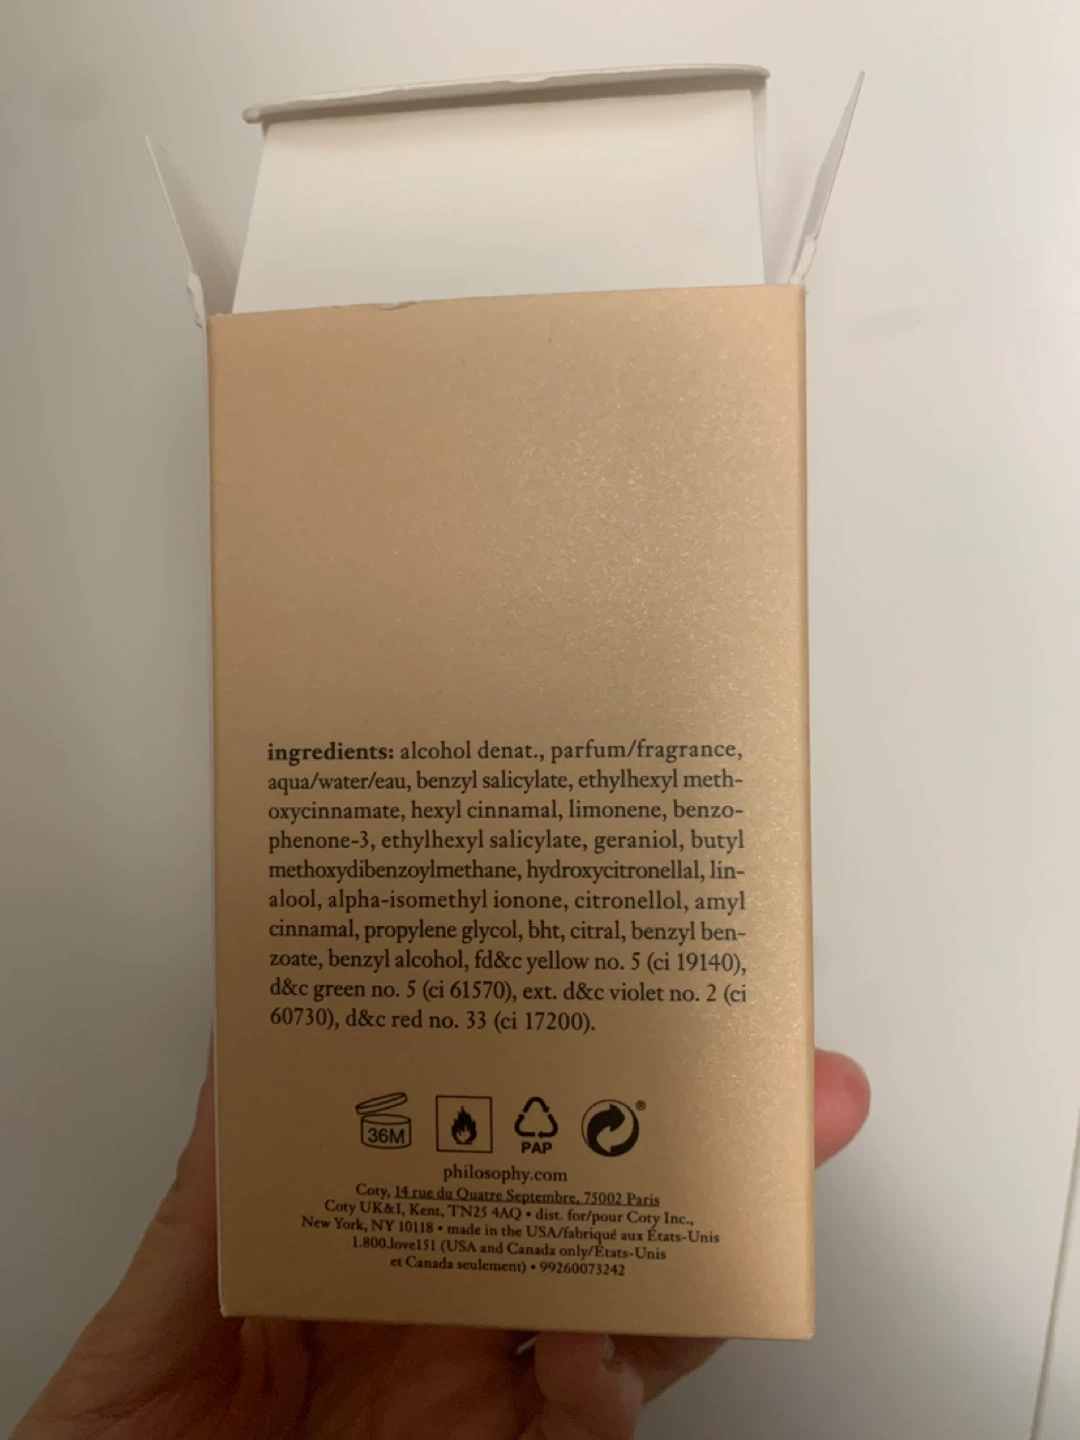 ingredients: alcohol denat., parfum/fragrance,
aqua/water/eau, benzyl salicylate, ethylhexyl meth-
oxycinnamate, hexyl cinnamal, limonene, benzo-
phenone-3, ethylhexyl salicylate, geraniol, butyl
methoxydibenzoylmethane, hydroxycitronellal, lin-
alool, alpha-isomethyl ionone, citronellol, amyl
cinnamal, propylene glycol, bht, citral, benzyl ben-
zoate, benzyl alcohol, fd&c yellow no. 5 (ci 19140),
d&c green no. 5 (ci 61570), ext. d&c violet no. 2 (ci
60730), d&c red no. 33 (ci 17200).
36M
PAP
®
philosophy.com
Coty, 14 rue du Quatre Septembre, 75002 Paris
Coty UK&I, Kent, TN25 4AQ • dist. for/pour Coty Inc.,
New York, NY 10118 • made in the USA/fabriqué aux États-Unis
1.800.love151 (USA and Canada only/États-Unis
et Canada seulement) • 99260073242